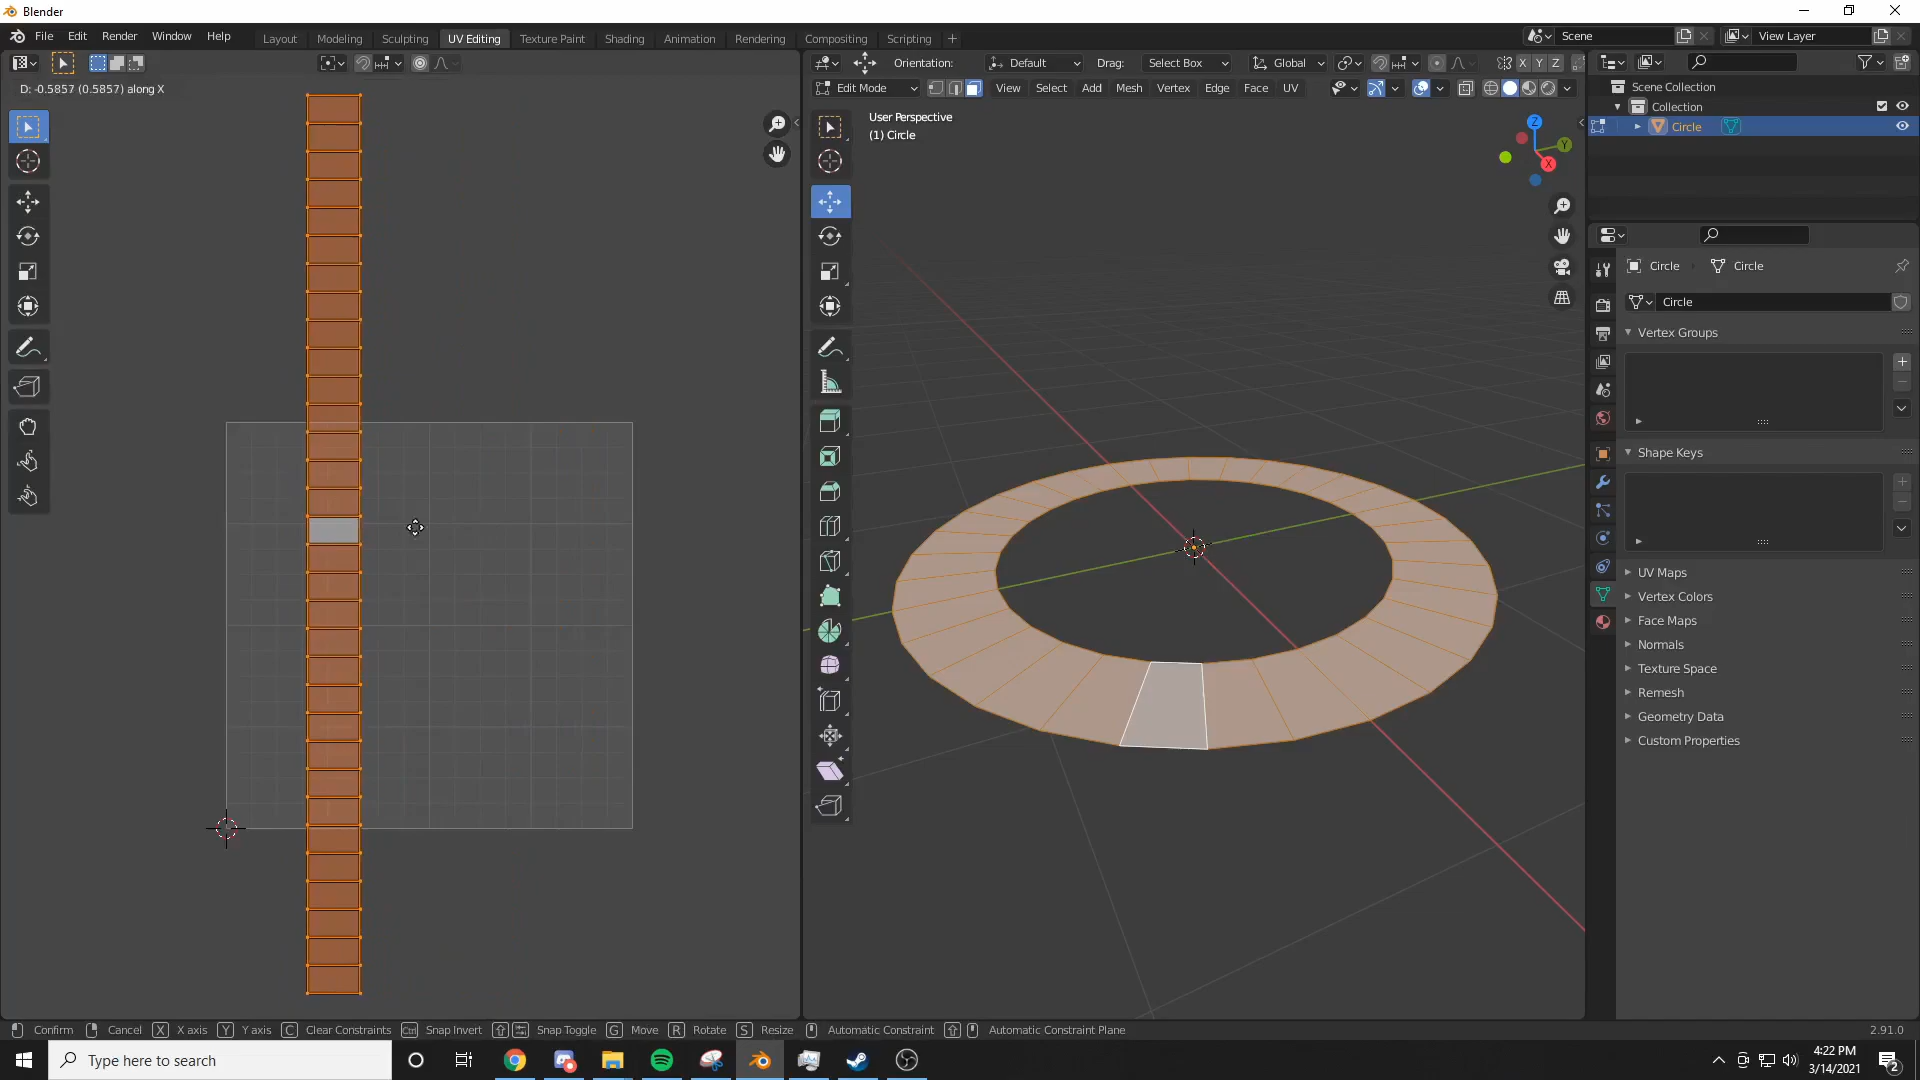 Blender
File Edit Render Window Help
Layout Modeling Sculpting UV Editing Texture Paint Shading Animation Rendering Compositing Scripting
Scene
View Layer
Orientation: Default Drag: Select Box Global X Y Z
D: -0.5857 (0.5857) along X
Edit Mode View Select Add Mesh Vertex Edge Face UV
Scene Collection
Collection
Circle
User Perspective
(1) Circle
Z
Y
X
Circle Circle
Circle
Vertex Groups
Shape Keys
UV Maps
Vertex Colors
Face Maps
Normals
Texture Space
Remesh
Geometry Data
Custom Properties
Confirm Cancel X X axis Y Y axis C Clear Constraints Ctrl Snap Invert Snap Toggle G Move R Rotate S Resize Automatic Constraint Automatic Constraint Plane 2.91.0
Type here to search
4:22 PM
3/14/2021
2